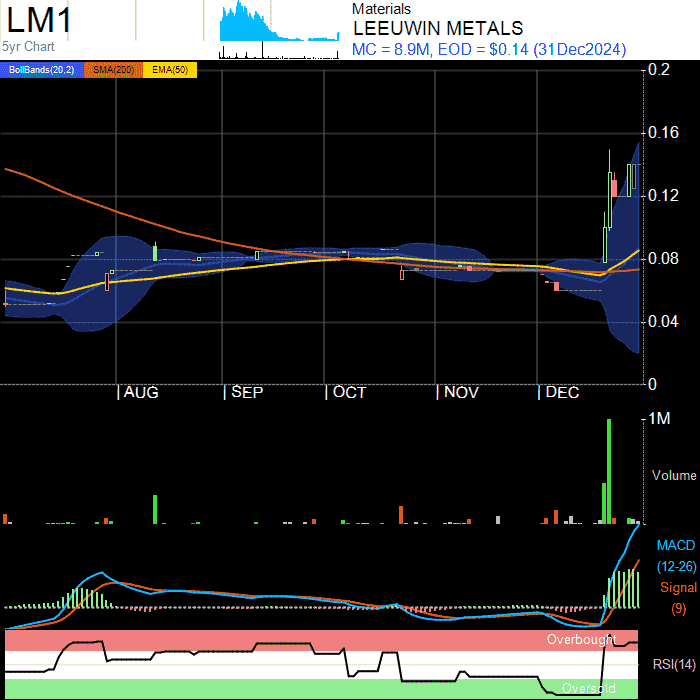 LM1
5yr Chart
Materials
LEEUWIN METALS
MC = 8.9M, EOD = $0.14 (31Dec2024)
BollBands(20,2) SMA(200) EMA(50)
0.2
0.16
0.12
0.08
0.04
0
AUG SEP OCT NOV DEC
1M
Volume
MACD
(12-26)
Signal
(9)
Overbought
RSI(14)
Oversold